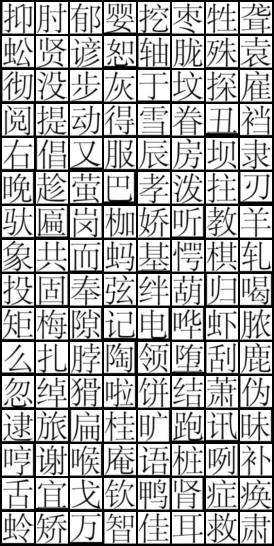 抑肘郁婴挖枣牲聋
蚣贤谚恕轴胧殊袁
彻没步灰于坟探雇
阅提动得雪眷丑裆
右倡又服辰房坝隶
晚趁萤巴孝泼拄刃
驮匾岗枷娇听教羊
象共而蚂基愕棋轧
投固奉弦绊葫归喝
矩梅隙记电哗虾脓
么扎脖陶领堕刮鹿
忽绰猾啦饼结萧伪
逮旅扁桂旷跑讯昧
哼谢喉庵语桩咧补
舌宜戈钦鸭肾症痪
蛉矫万智佳耳救肃